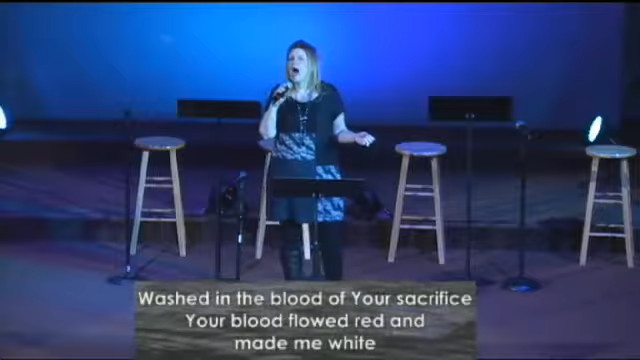 Washed in the blood of Your sacrifice
Your blood flowed red and
made me white